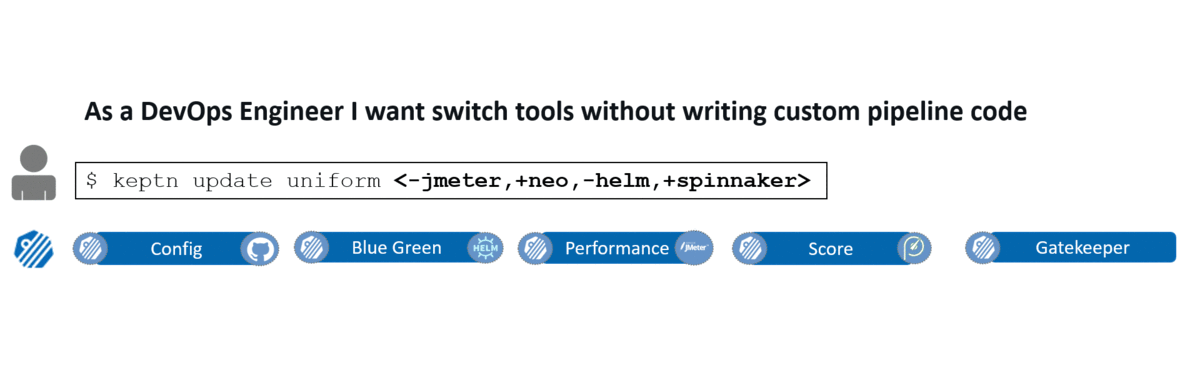 As a DevOps Engineer I want switch tools without writing custom pipeline code
$ keptn update uniform <-jmeter,+neo,-helm,+spinnaker>
Config
Blue Green
HELM
Performance
JMeter
Score
Gatekeeper